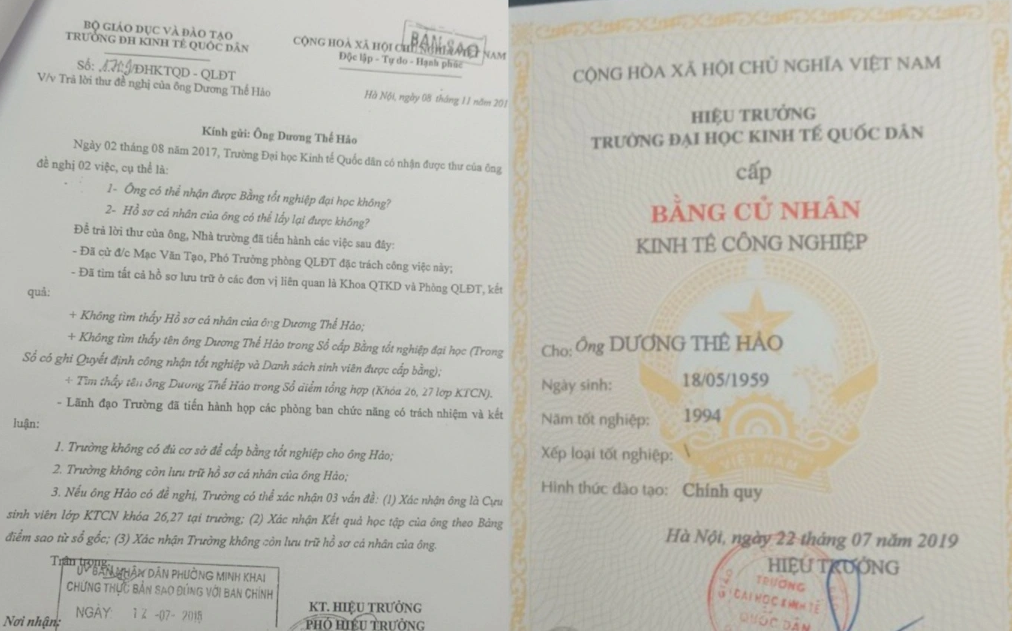 BỘ GIÁO DỤC VÀ ĐÀO TẠO
TRƯỜNG ĐH KINH TẾ QUỐC DÂN
Số: /ĐHKTQD - QLĐT
V/v Trả lời thư đề nghị của ông Dương Thế Hảo
CỘNG HOÀ XÃ HỘI CHỦ NGHĨA VIỆT NAM
BẢN SAO
Độc lập - Tự do - Hạnh phúc
Hà Nội, ngày 08 tháng 11 năm 201
Kính gửi: Ông Dương Thế Hảo
Ngày 02 tháng 08 năm 2017, Trường Đại học Kinh tế Quốc dân có nhận được thư của ông
đề nghị 02 việc, cụ thể là:
1- Ông có thể nhận được Bằng tốt nghiệp đại học không?
2- Hồ sơ cá nhân của ông có thể lấy lại được không?
Để trả lời thư của ông, Nhà trường đã tiến hành các việc sau đây:
- Đã cử đ/c Mạc Văn Tạo, Phó Trưởng phòng QLĐT đặc trách công việc này;
- Đã tìm tất cả hồ sơ lưu trữ ở các đơn vị liên quan là Khoa QTKD và Phòng QLĐT, kết
quả:
+ Không tìm thấy Hồ sơ cá nhân của ông Dương Thế Hảo;
+ Không tìm thấy tên ông Dương Thế Hảo trong Sổ cấp Bằng tốt nghiệp đại học (Trong
Sổ có ghi Quyết định công nhận tốt nghiệp và Danh sách sinh viên được cấp bằng);
+ Tìm thấy tên ông Dương Thế Hảo trong Sổ điểm tổng hợp (Khóa 26, 27 lớp KTCN).
- Lãnh đạo Trường đã tiến hành họp các phòng ban chức năng có trách nhiệm và kết
luận:
1. Trường không có đủ cơ sở để cấp bằng tốt nghiệp cho ông Hảo;
2. Trường không còn lưu trữ hồ sơ cá nhân của ông Hảo;
3. Nếu ông Hảo có đề nghị, Trường có thể xác nhận 03 vấn đề: (1) Xác nhận ông là Cựu
sinh viên lớp KTCN khóa 26,27 tại trường; (2) Xác nhận Kết quả học tập của ông theo Bảng
điểm sao từ sổ gốc; (3) Xác nhận Trường không còn lưu trữ hồ sơ cá nhân của ông.
Trân trọng.
UỶ BAN NHÂN DÂN PHƯỜNG MINH KHAI
CHỨNG THỰC BẢN SAO ĐÚNG VỚI BẢN CHÍNH
NGÀY: -07-
Nơi nhận:
KT. HIỆU TRƯỞNG
PHÓ HIỆU TRƯỞNG
CỘNG HÒA XÃ HỘI CHỦ NGHĨA VIỆT NAM
HIỆU TRƯỞNG
TRƯỜNG ĐẠI HỌC KINH TẾ QUỐC DÂN
cấp
BẰNG CỬ NHÂN
KINH TẾ CÔNG NGHIỆP
Cho: Ông DƯƠNG THẾ HẢO
Ngày sinh: 18/05/1959
Năm tốt nghiệp: 1994
VIỆT NAM
Xếp loại tốt nghiệp: \
Hình thức đào tạo: Chính quy
Hà Nội, ngày 22 tháng 07 năm 2019
HIỆU TRƯỞNG
TRƯỜNG
ĐẠI HỌC KINH TẾ
QUỐC DÂN